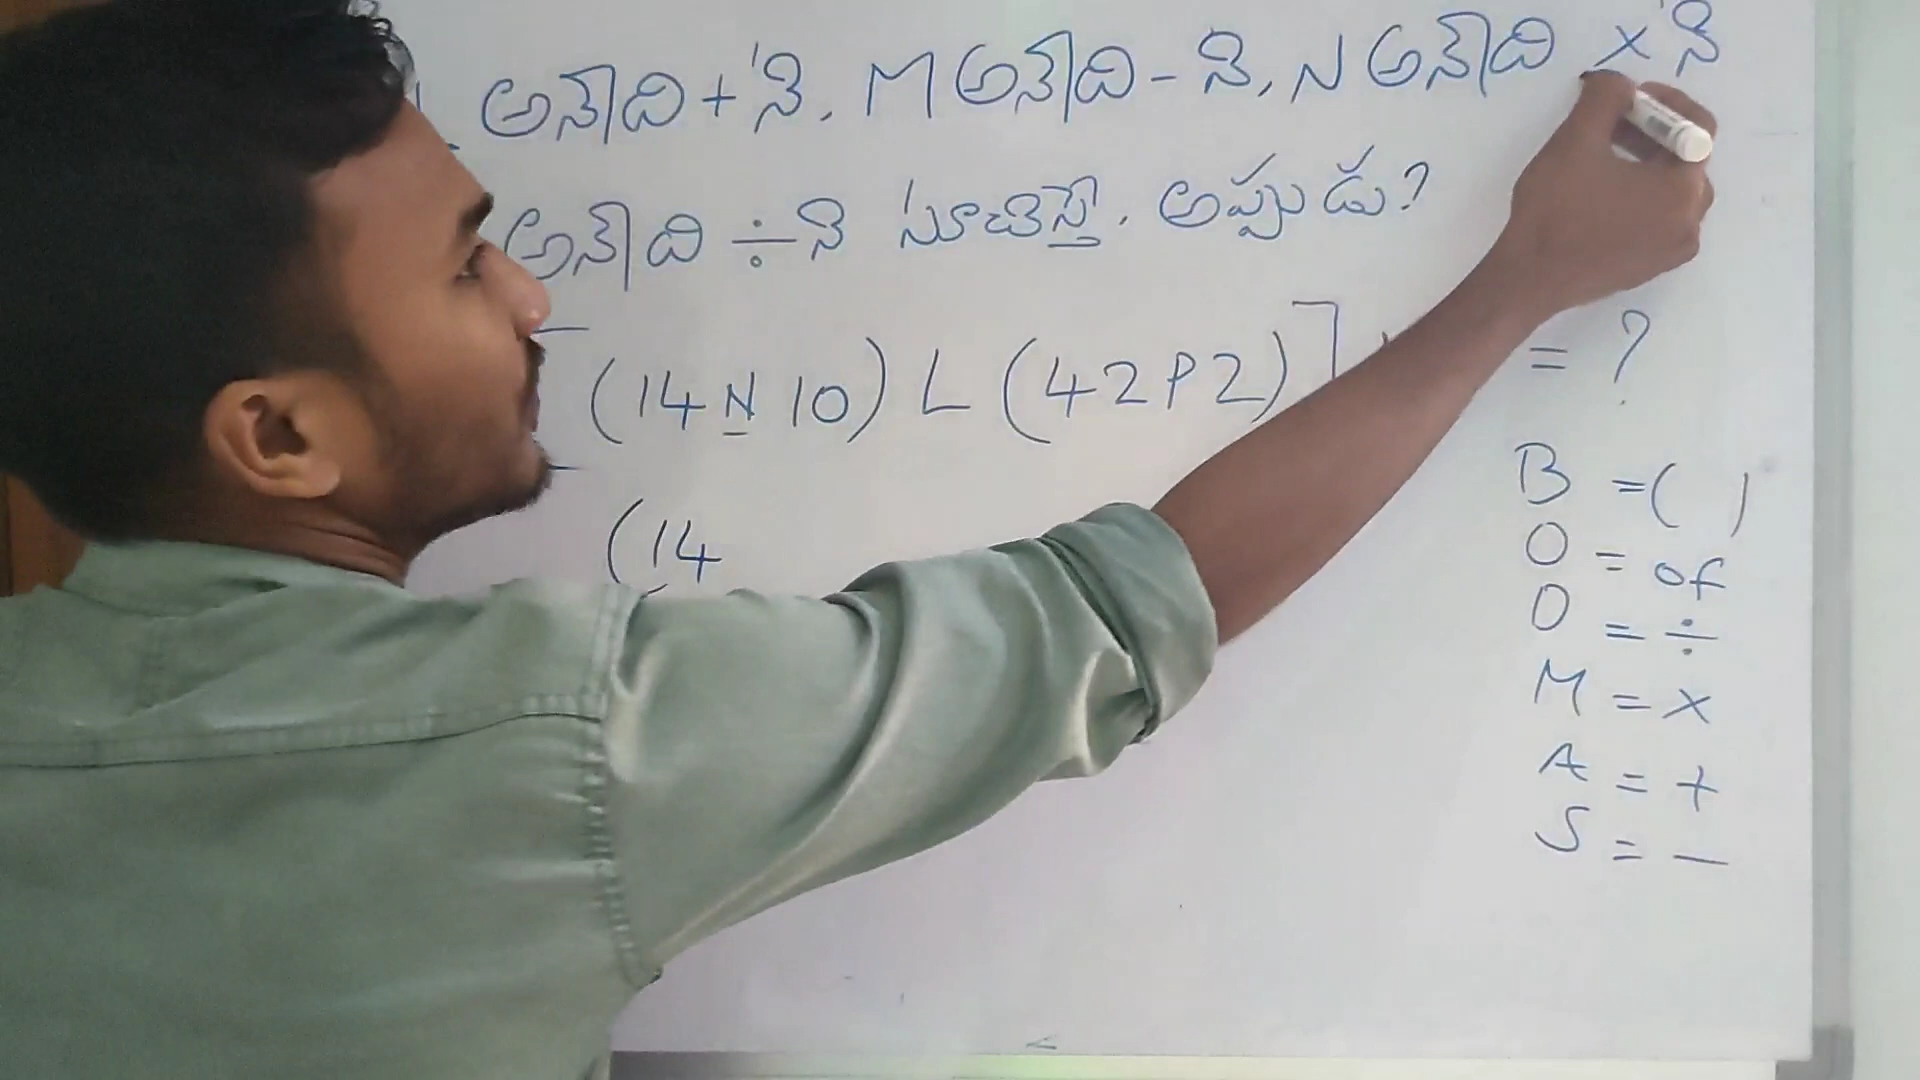 అనేది + 'ని, M అనేది - ని, N అనేది × 'ని
అనేది ÷ ని సూచిస్తే, అప్పుడు?
(14 N 10) L (42 P 2)] = ?
(14
B = ( )
O = of
D = ÷
M = ×
A = +
S = −